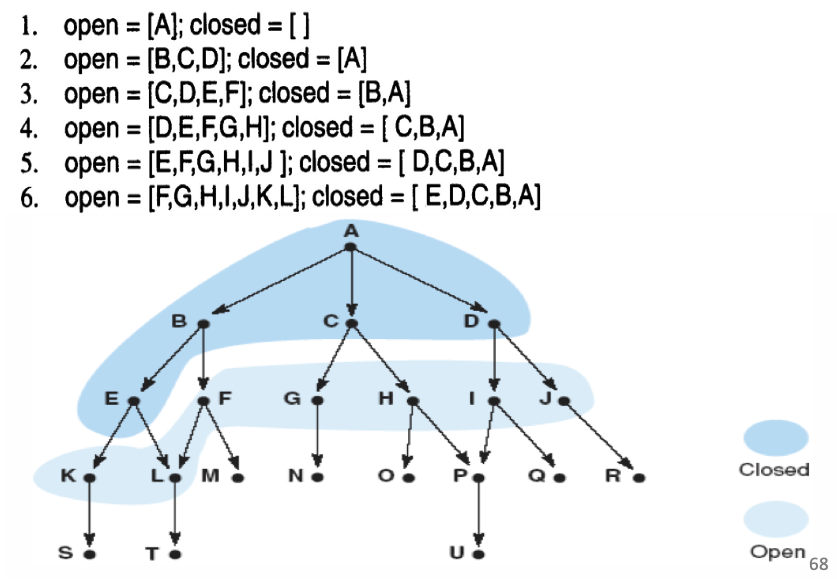 1. open = [A]; closed = [ ]
2. open = [B,C,D]; closed = [A]
3. open = [C,D,E,F]; closed = [B,A]
4. open = [D,E,F,G,H]; closed = [ C,B,A]
5. open = [E,F,G,H,I,J ]; closed = [ D,C,B,A]
6. open = [F,G,H,I,J,K,L]; closed = [ E,D,C,B,A]
A
B C D
E F G H I J
K L M N O P Q R
Closed
S T U
Open
68